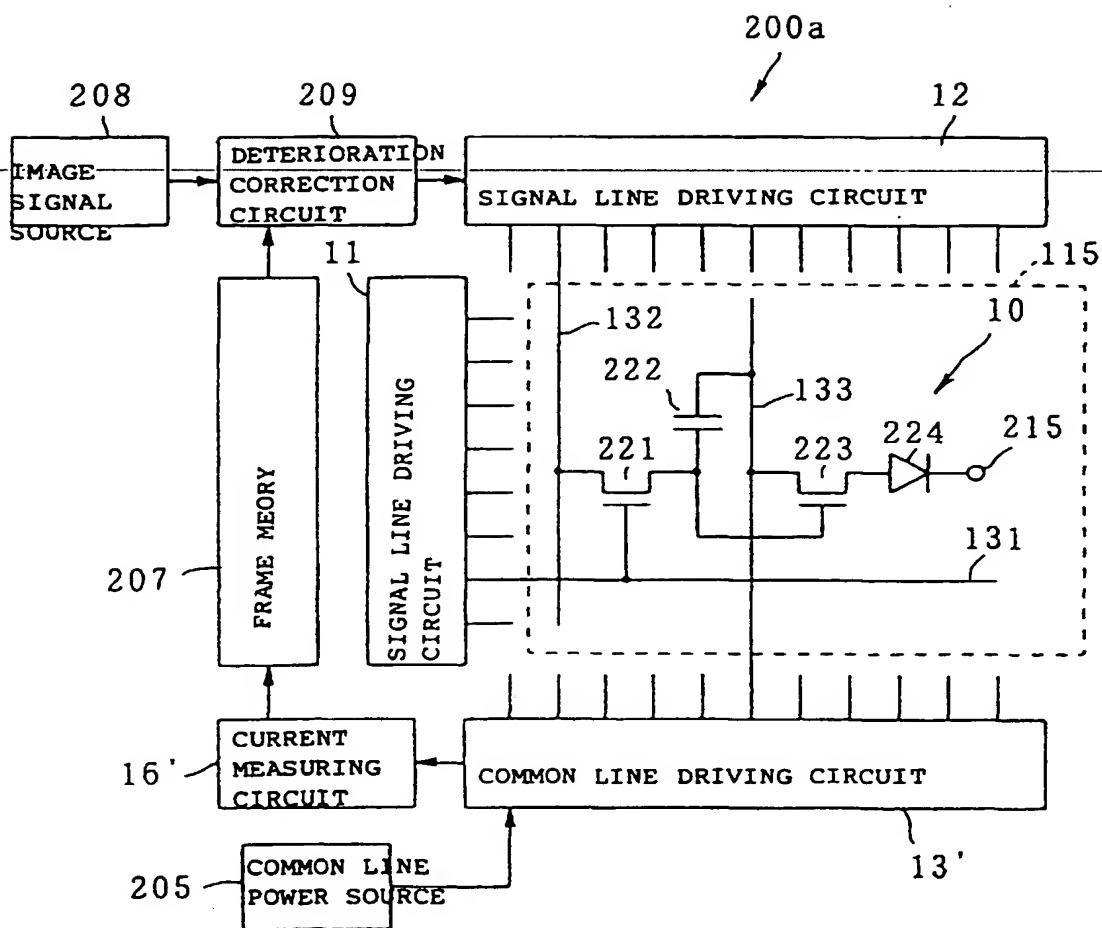 200a
208
209
12
IMAGE
SIGNAL
SOURCE
DETERIORATION
CORRECTION
CIRCUIT
SIGNAL LINE DRIVING CIRCUIT
11
115
10
132
222
133
224
215
221
223
131
FRAME MEORY
207
SIGNAL LINE DRIVING
CIRCUIT
CURRENT
MEASURING
CIRCUIT
16'
COMMON LINE DRIVING CIRCUIT
13'
COMMON LINE
POWER SOURCE
205